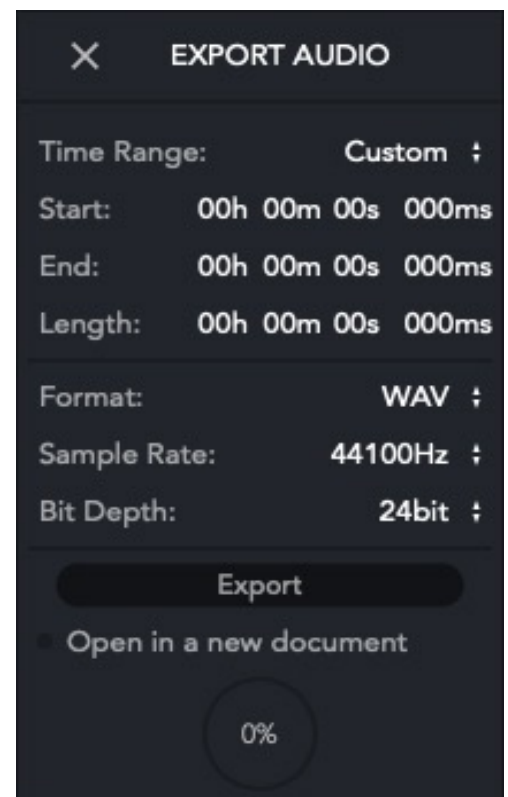 EXPORT AUDIO
Time Range: Custom
Start: 00h 00m 00s 000ms
End: 00h 00m 00s 000ms
Length: 00h 00m 00s 000ms
Format: WAV
Sample Rate: 44100Hz
Bit Depth: 24bit
Export
Open in a new document
0%